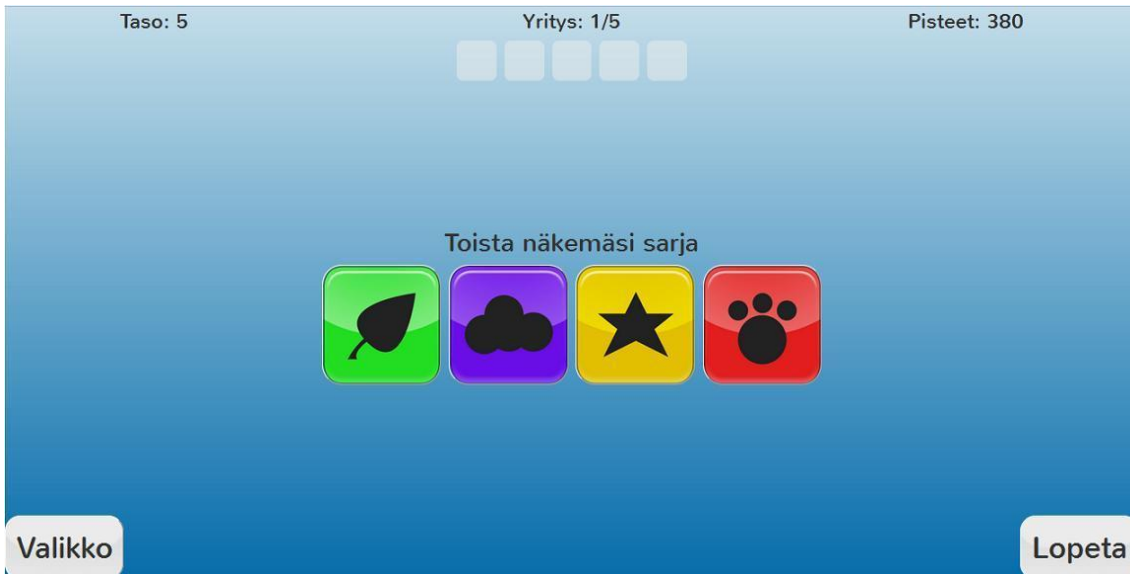 Taso: 5
Yritys: 1/5
Pisteet: 380
Toista näkemäsi sarja
Valikko
Lopeta